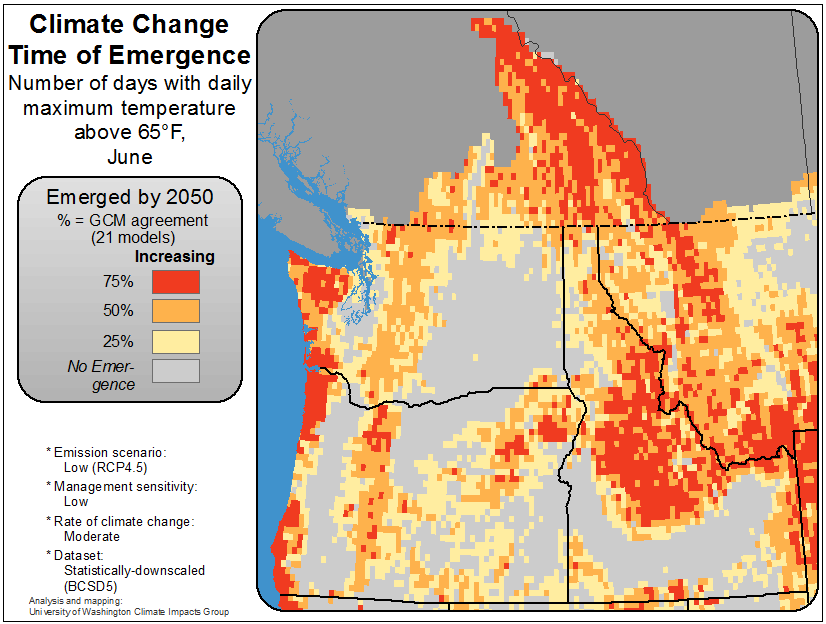 Climate Change
Time of Emergence
Number of days with daily
maximum temperature
above 65°F,
June
Emerged by 2050
% = GCM agreement
(21 models)
Increasing
75%
50%
25%
No Emer-
gence
* Emission scenario:
Low (RCP4.5)
* Management sensitivity:
Low
* Rate of climate change:
Moderate
* Dataset:
Statistically-downscaled
(BCSD5)
Analysis and mapping:
University of Washington Climate Impacts Group